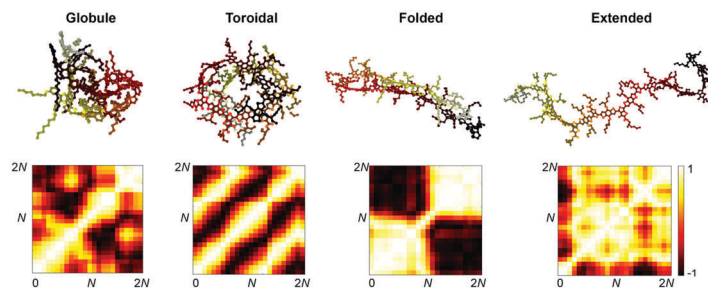 Globule Toroidal Folded Extended
2N 2N 2N 2N 1
N N N N
-1
0 N 2N 0 N 2N 0 N 2N 0 N 2N